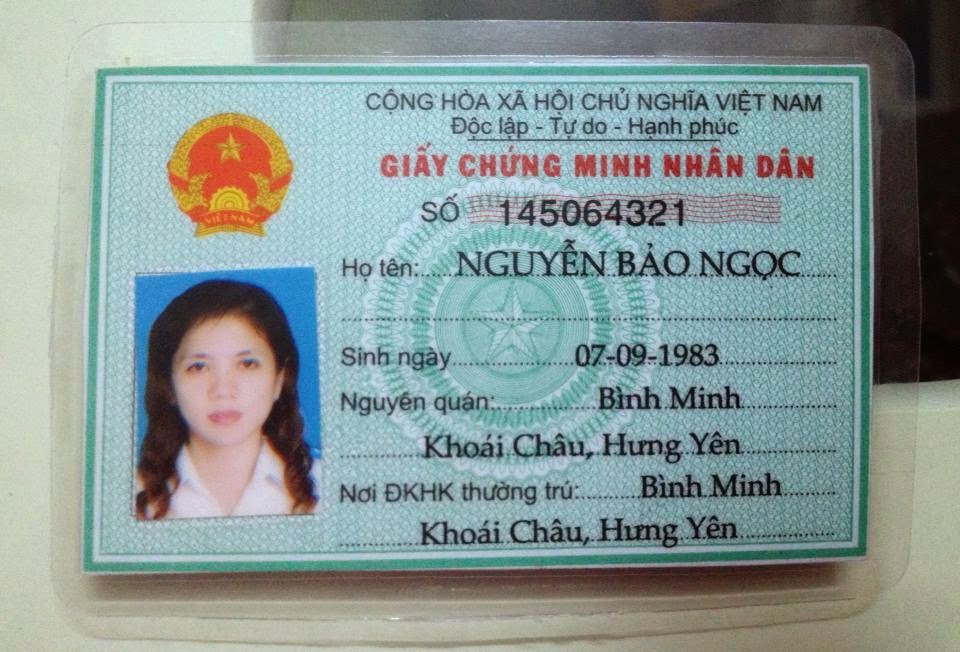 CỘNG HÒA XÃ HỘI CHỦ NGHĨA VIỆT NAM
Độc lập - Tự do - Hạnh phúc
GIẤY CHỨNG MINH NHÂN DÂN
SỐ 145064321
VIỆT NAM
Họ tên: NGUYỄN BẢO NGỌC
Sinh ngày 07-09-1983
Nguyên quán: Bình Minh
Khoái Châu, Hưng Yên
Nơi ĐKHK thường trú: Bình Minh
Khoái Châu, Hưng Yên